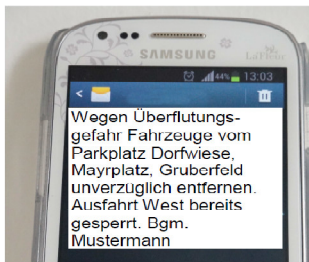 SAMSUNG
LaFleur
44% 13:03
Wegen Überflutungs-
gefahr Fahrzeuge vom
Parkplatz Dorfwiese,
Mayrplatz, Gruberfeld
unverzüglich entfernen.
Ausfahrt West bereits
gesperrt. Bgm.
Mustermann